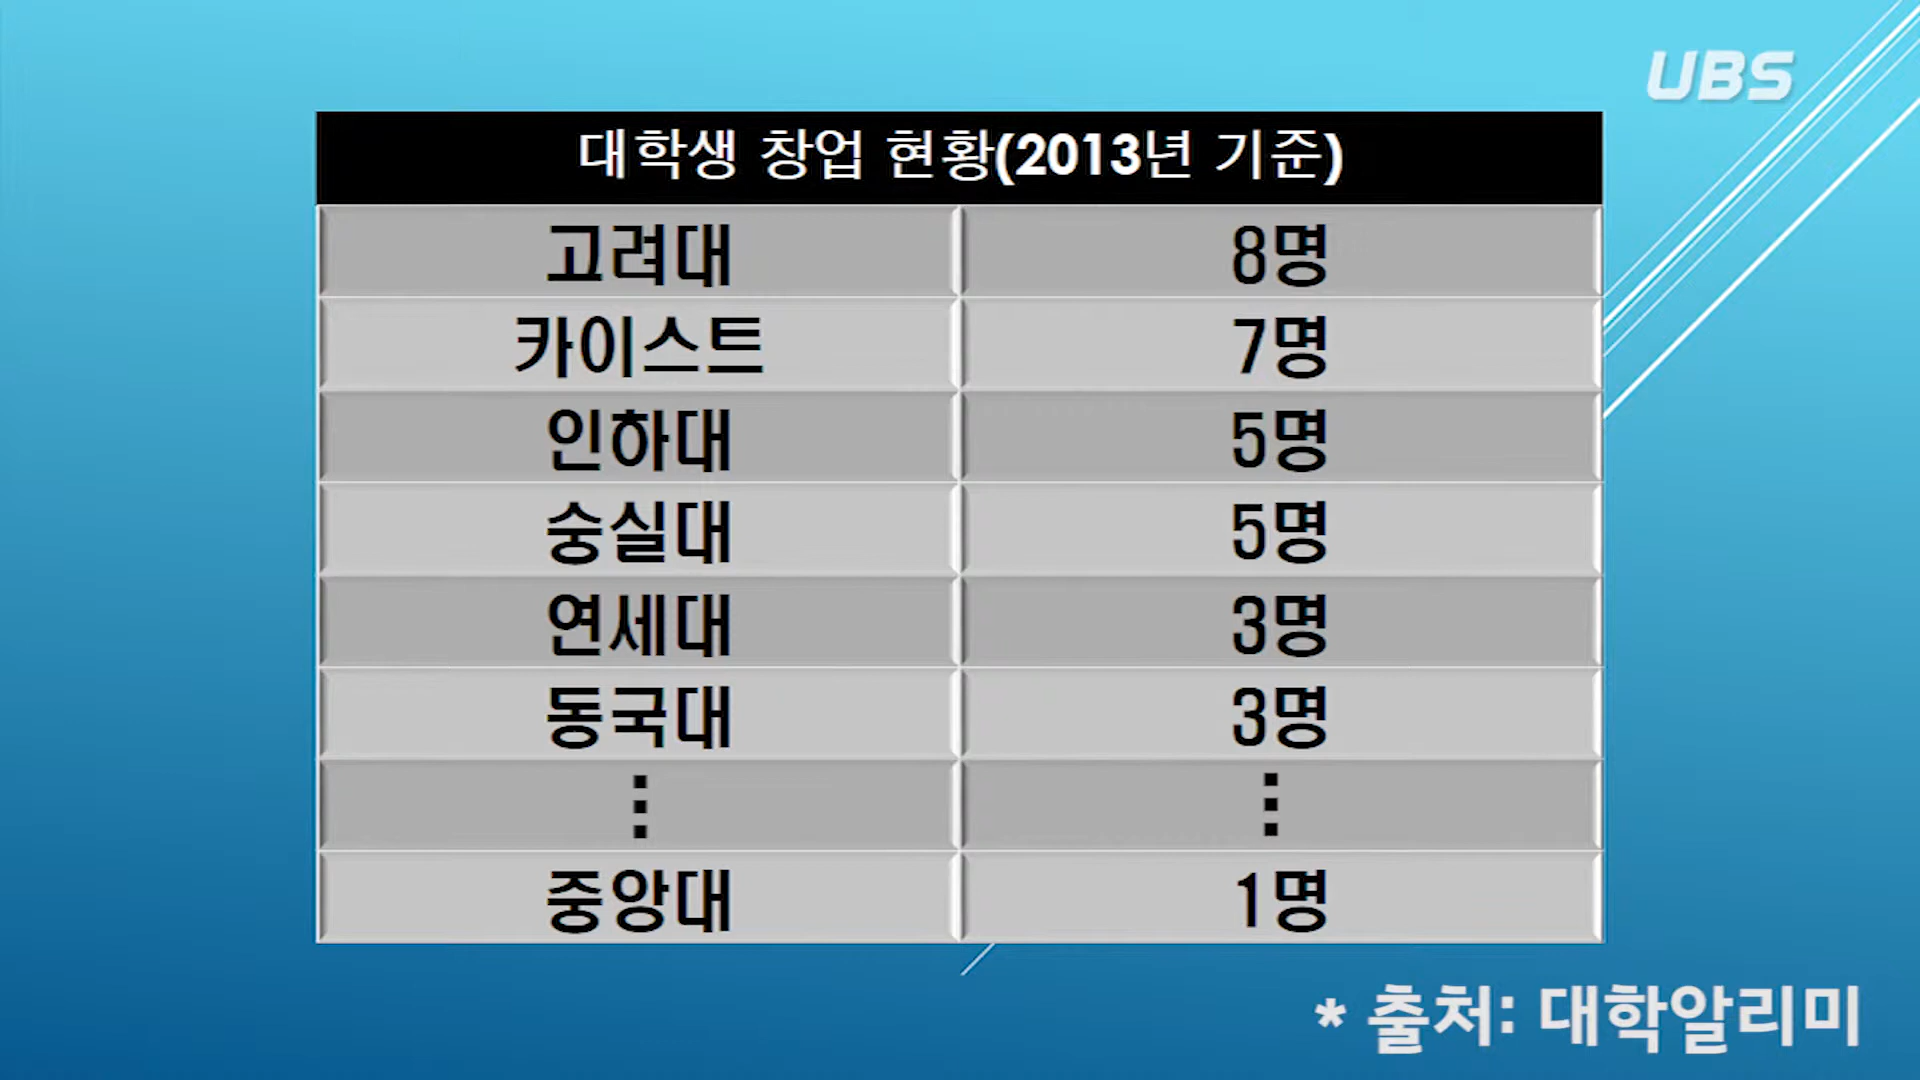 UBS
대학생 창업 현황(2013년 기준)
고려대 8명
카이스트 7명
인하대 5명
숭실대 5명
연세대 3명
동국대 3명
⋮ ⋮
중앙대 1명
* 출처: 대학알리미